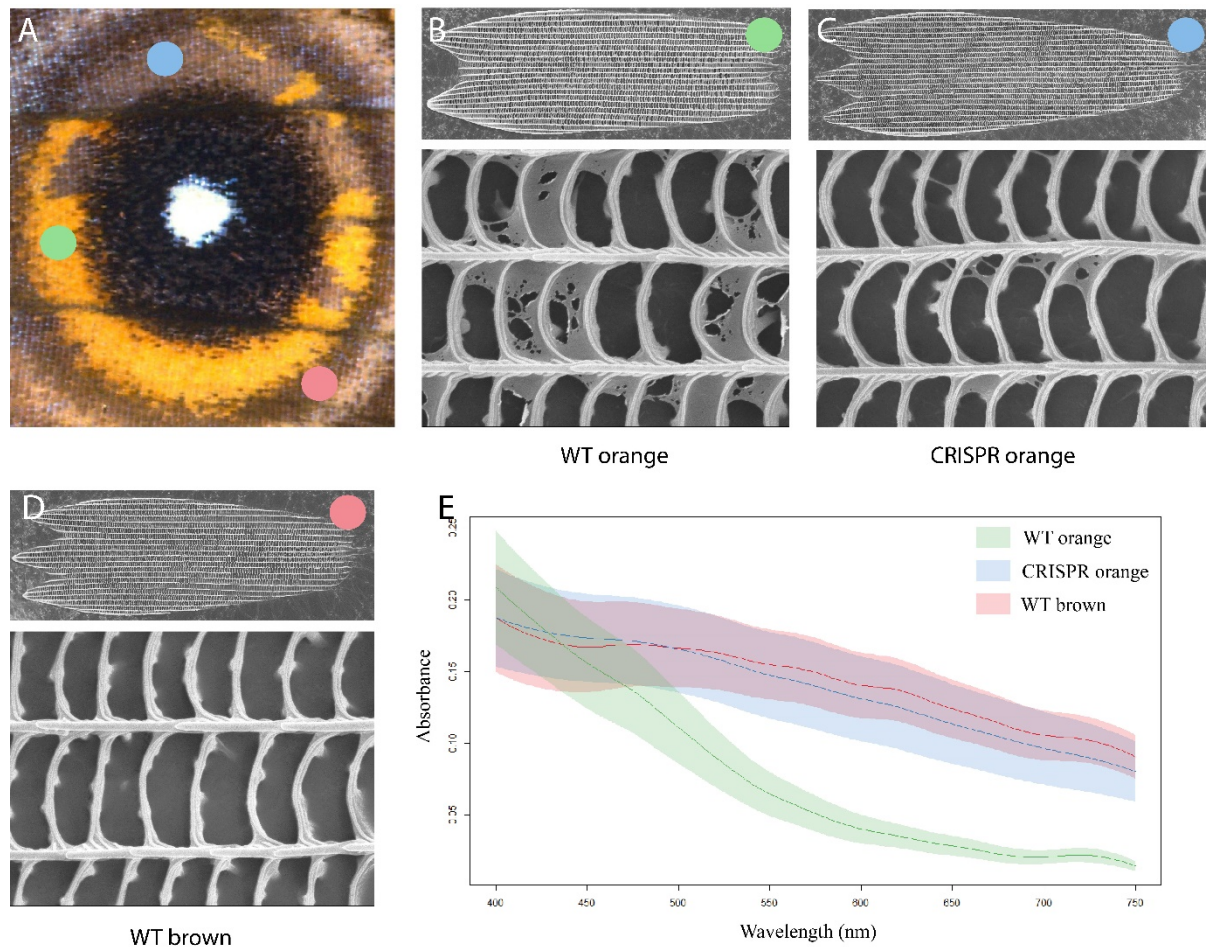 A
B
C
WT orange
CRISPR orange
D
WT brown
E
WT orange
CRISPR orange
WT brown
Absorbance
0.25
0.20
0.15
0.10
0.05
400 450 500 550 600 650 700 750
Wavelength (nm)